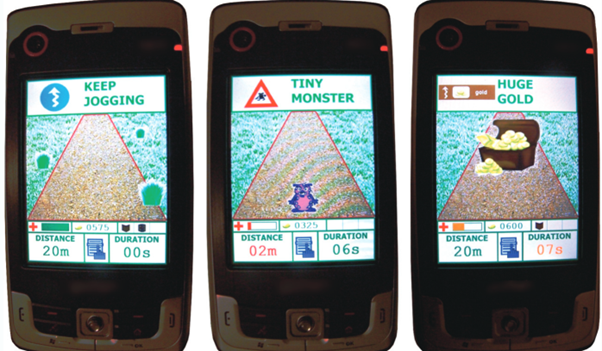 KEEP
JOGGING
0575
DISTANCE
DURATION
20m
00s
TINY
MONSTER
0325
DISTANCE
DURATION
02m
06s
gold
HUGE
GOLD
0600
DISTANCE
DURATION
20m
07s